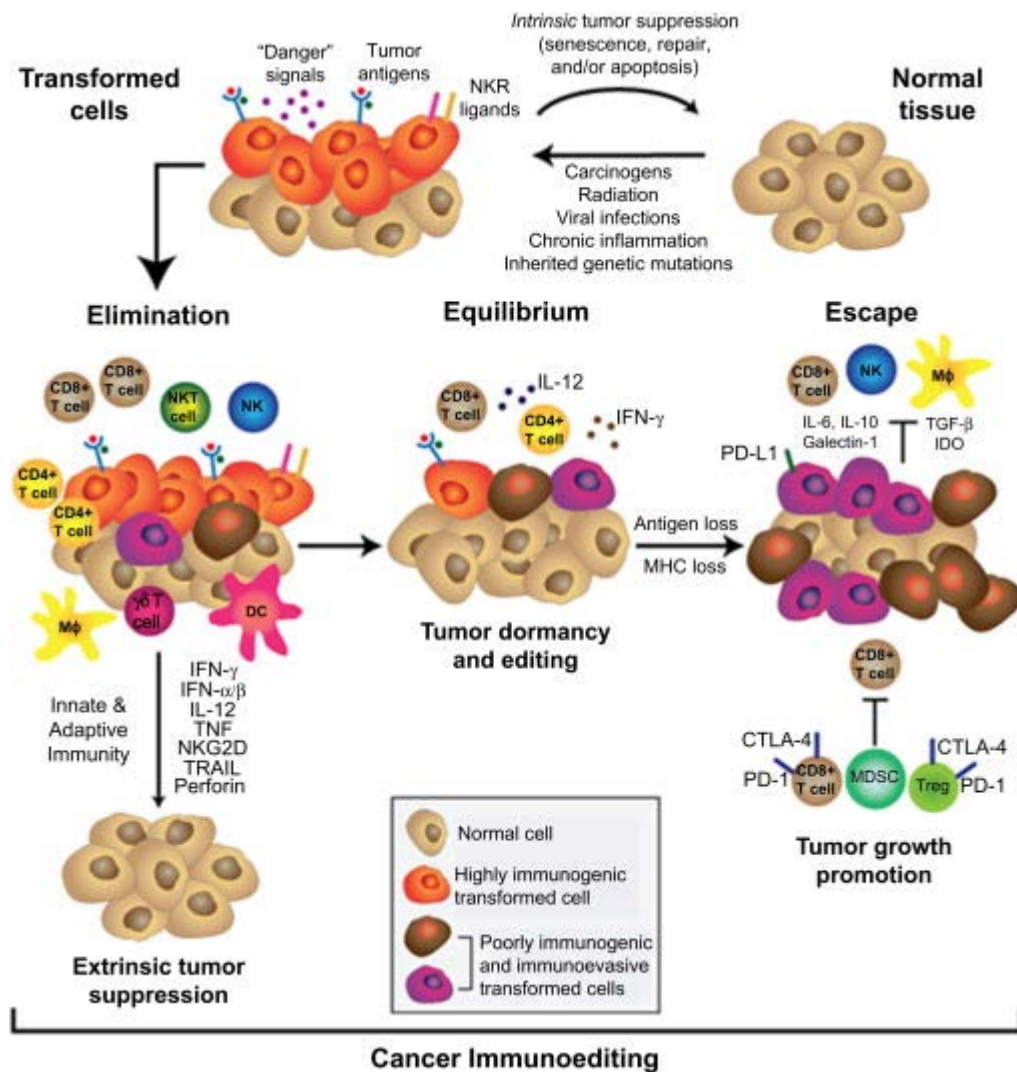 Transformed
cells
“Danger”
signals
Tumor
antigens
NKR
ligands
Intrinsic tumor suppression
(senescence, repair,
and/or apoptosis)
Normal
tissue
Carcinogens
Radiation
Viral infections
Chronic inflammation
Inherited genetic mutations
Elimination
CD8+
T cell
CD8+
T cell
NKT
cell
NK
CD4+
T cell
CD4+
T cell
Mϕ
γδ T
cell
DC
Innate &
Adaptive
Immunity
IFN-γ
IFN-α/β
IL-12
TNF
NKG2D
TRAIL
Perforin
Extrinsic tumor
suppression
Equilibrium
CD8+
T cell
IL-12
CD4+
T cell
IFN-γ
Tumor dormancy
and editing
Antigen loss
MHC loss
Escape
CD8+
T cell
NK
Mϕ
IL-6, IL-10
Galectin-1
TGF-β
IDO
PD-L1
CD8+
T cell
CTLA-4
PD-1
CD8+
T cell
MDSC
Treg
CTLA-4
PD-1
Tumor growth
promotion
Normal cell
Highly immunogenic
transformed cell
Poorly immunogenic
and immunoevasive
transformed cells
Cancer Immunoediting